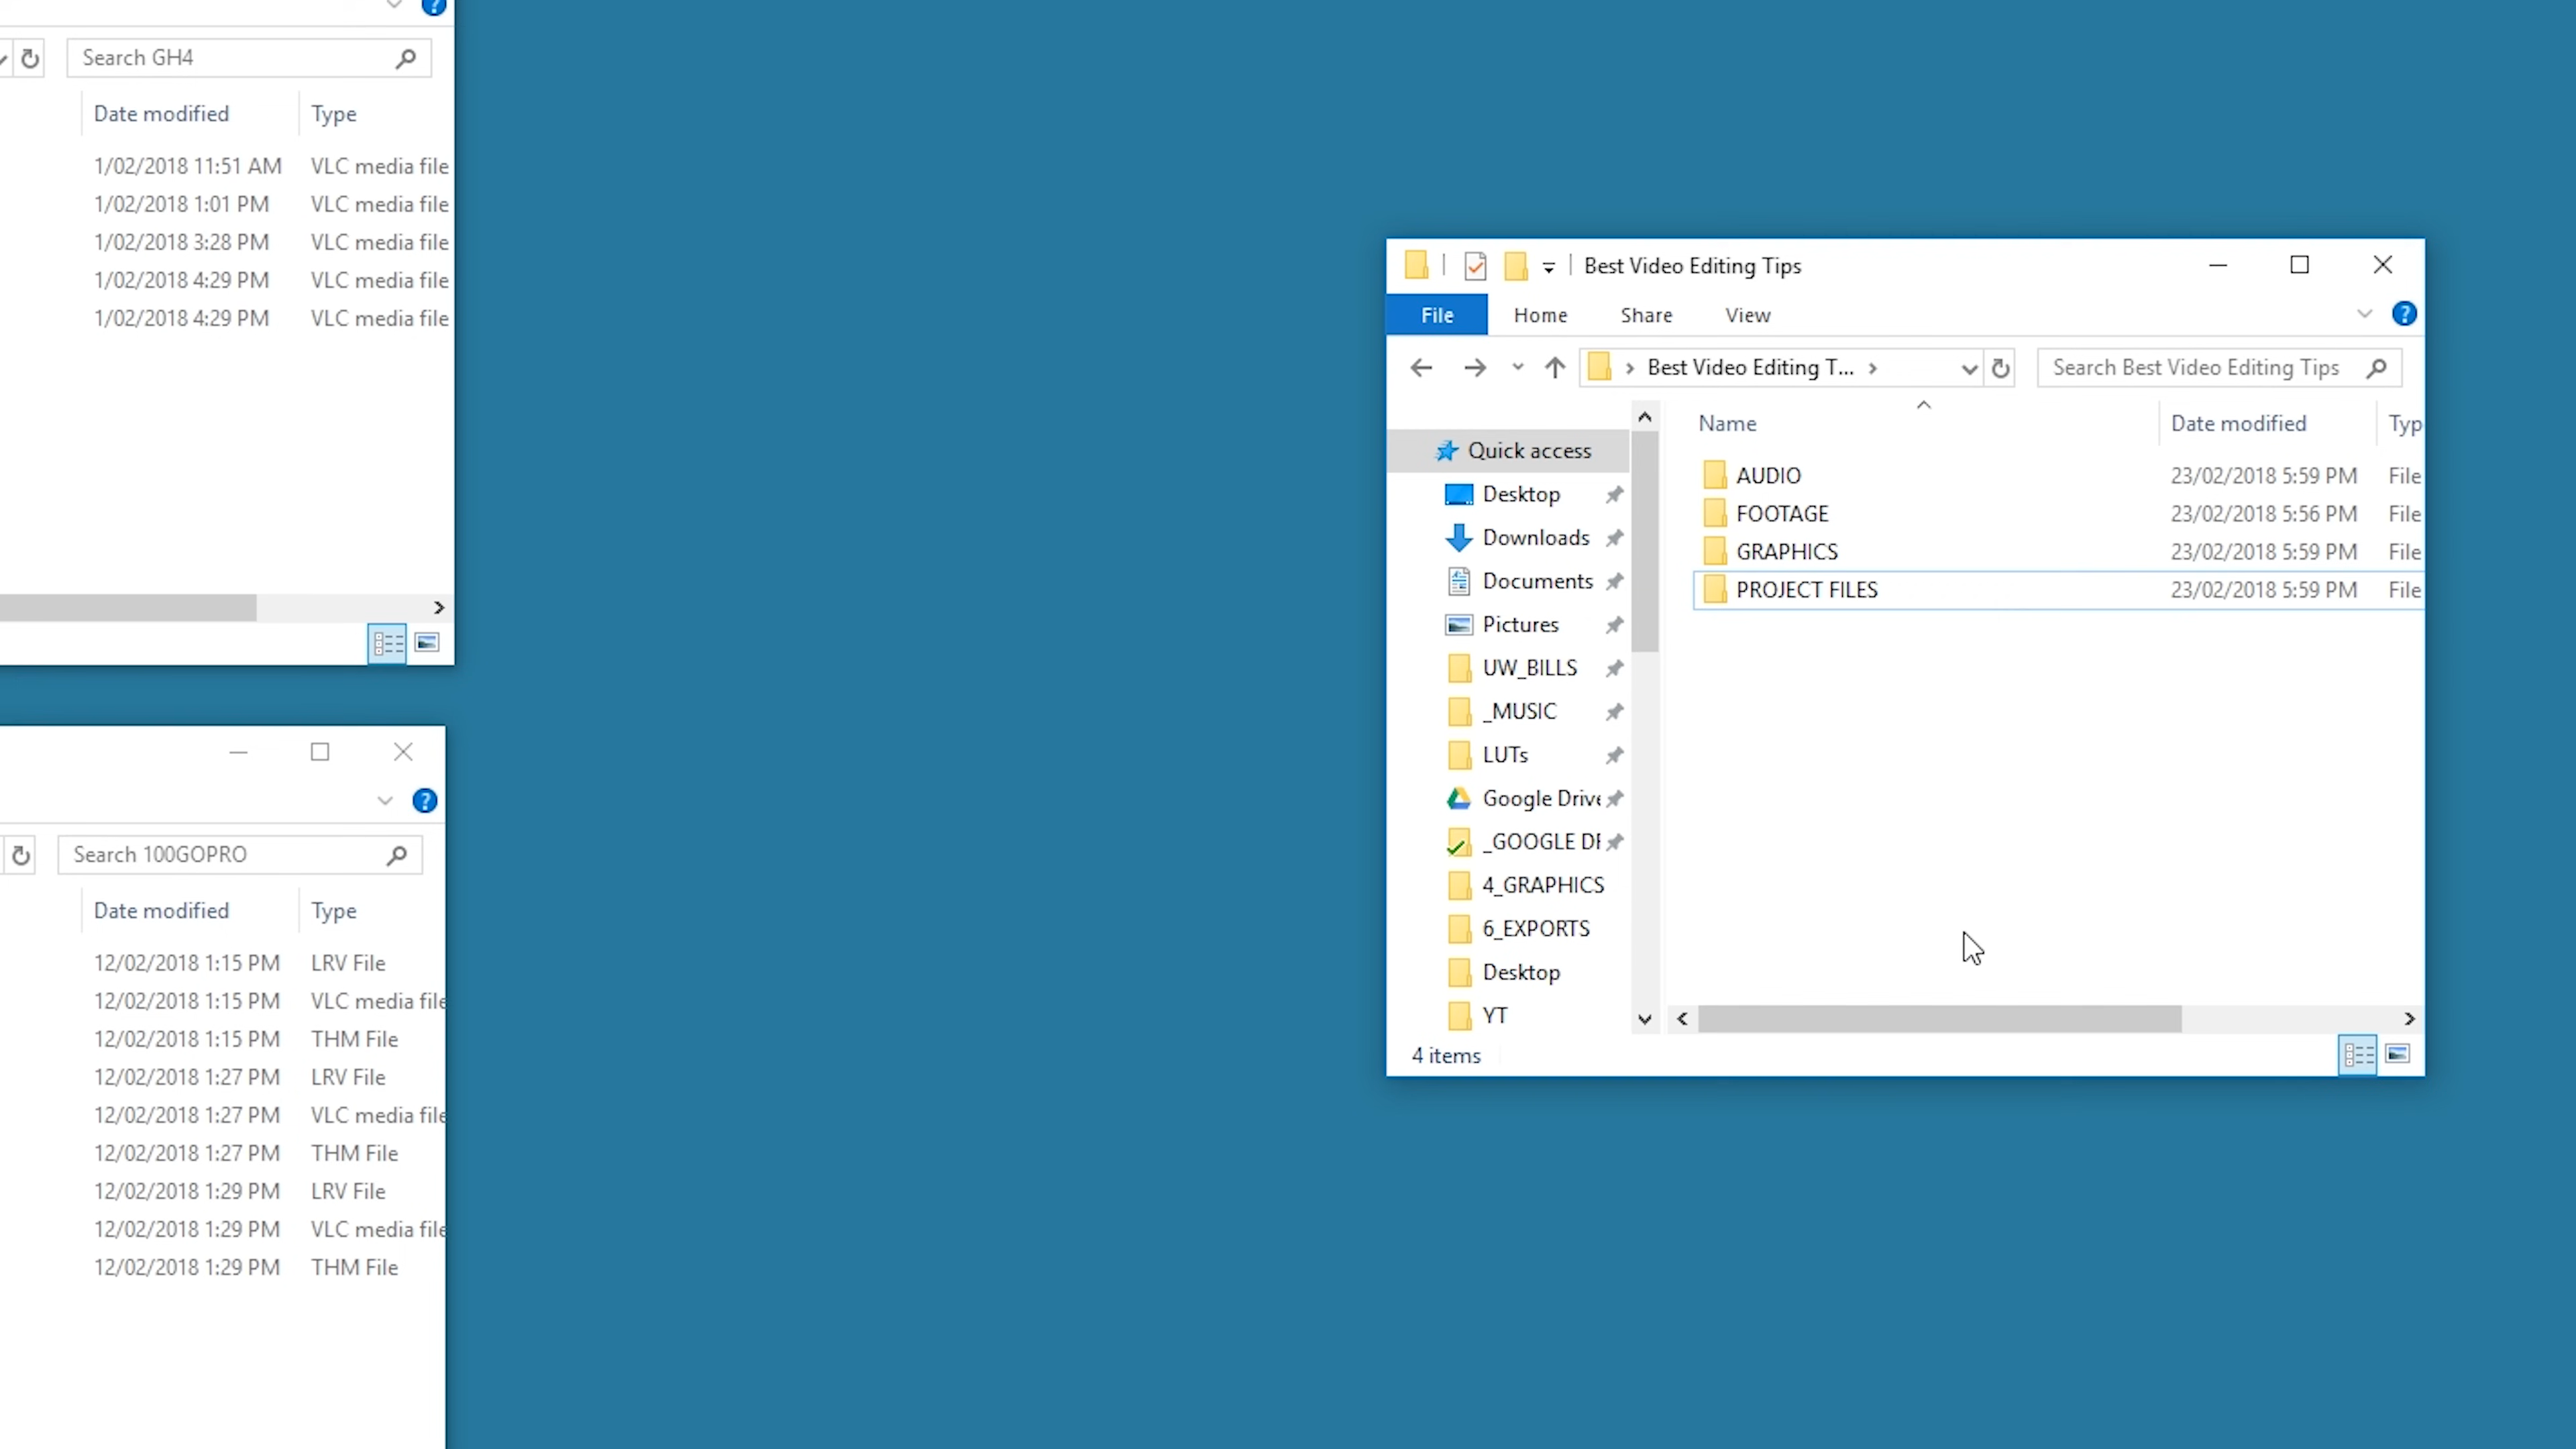 Search GH4
Date modified Type
1/02/2018 11:51 AM VLC media file
1/02/2018 1:01 PM VLC media file
1/02/2018 3:28 PM VLC media file
1/02/2018 4:29 PM VLC media file
1/02/2018 4:29 PM VLC media file
Search 100GOPRO
Date modified Type
12/02/2018 1:15 PM LRV File
12/02/2018 1:15 PM VLC media file
12/02/2018 1:15 PM THM File
12/02/2018 1:27 PM LRV File
12/02/2018 1:27 PM VLC media file
12/02/2018 1:27 PM THM File
12/02/2018 1:29 PM LRV File
12/02/2018 1:29 PM VLC media file
12/02/2018 1:29 PM THM File
Best Video Editing Tips
File Home Share View
Best Video Editing T... Search Best Video Editing Tips
Name Date modified Typ
Quick access
Desktop
Downloads
Documents
Pictures
UW_BILLS
_MUSIC
LUTs
Google Drive
_GOOGLE DR
4_GRAPHICS
6_EXPORTS
Desktop
YT
AUDIO 23/02/2018 5:59 PM File
FOOTAGE 23/02/2018 5:56 PM File
GRAPHICS 23/02/2018 5:59 PM File
PROJECT FILES 23/02/2018 5:59 PM File
4 items